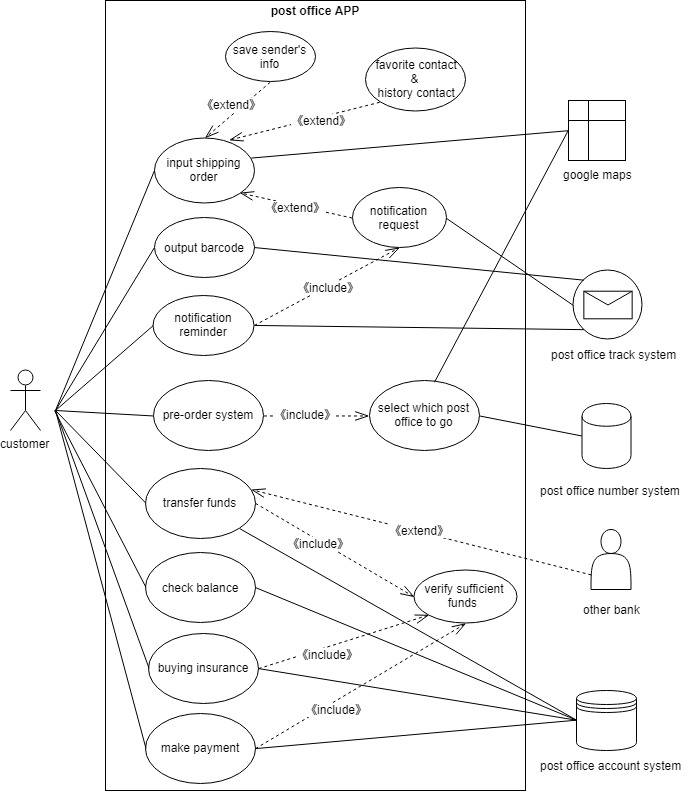 post office APP
save sender's
info
favorite contact
&
history contact
《extend》
《extend》
input shipping
order
google maps
《extend》
notification
request
output barcode
《include》
notification
reminder
post office track system
customer
pre-order system
《include》
select which post
office to go
post office number system
transfer funds
《extend》
《include》
check balance
verify sufficient
funds
other bank
《include》
buying insurance
《include》
make payment
post office account system